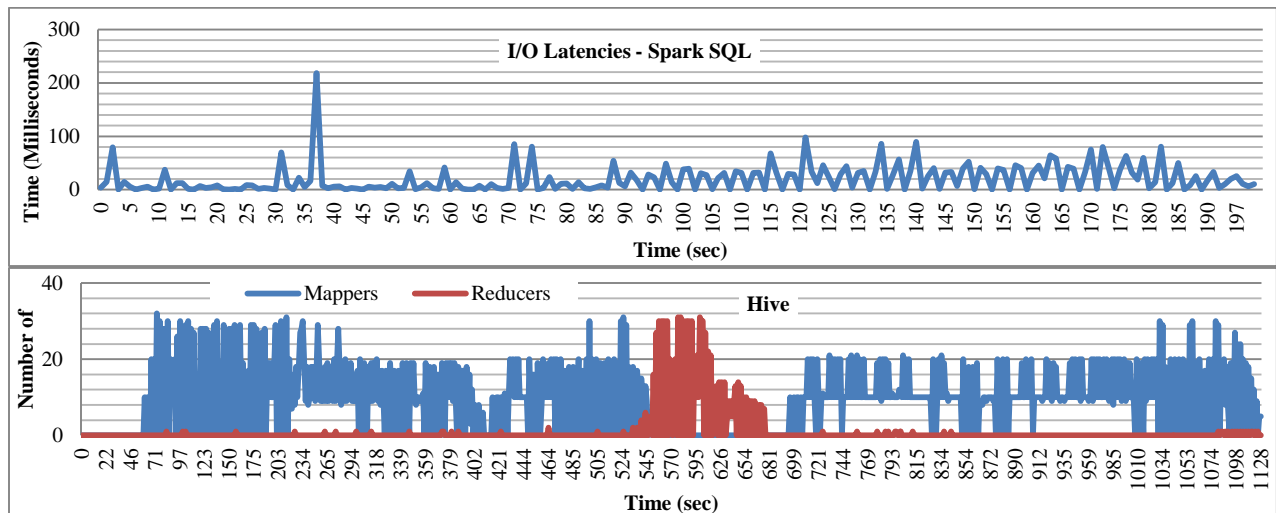 300
I/O Latencies - Spark SQL
200
100
0
Time (Milliseconds)
0 5 10 15 20 25 30 35 40 45 50 55 60 65 70 75 80 85 90 95 100 105 110 115 120 125 130 135 140 145 150 155 160 165 170 175 180 185 190 197
Time (sec)
40
Mappers Reducers Hive
20
0
Number of
0 22 46 71 97 123 150 175 203 234 265 294 318 339 359 379 402 421 444 464 485 505 524 545 570 595 626 654 681 699 721 744 769 793 815 834 854 872 890 912 935 959 985 1010 1034 1053 1074 1098 1128
Time (sec)